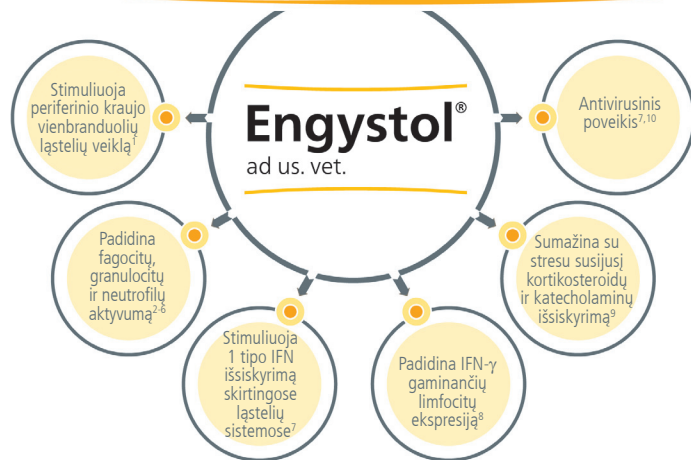 Engystol®
ad us. vet.
Stimuliuoja
periferinio kraujo
vienbranduolių
ląstelių veiklą¹
Padidina
fagocitų,
granulocitų
ir neutrofilų
aktyvumą²⁻⁶
Stimuliuoja
1 tipo IFN
išsiskyrimą
skirtingose
ląstelių
sistemose⁷
Padidina IFN-γ
gaminančių
limfocitų
ekspresiją⁸
Sumažina su
stresu susijusį
kortikosteroidų
ir katecholaminų
išsiskyrimą⁹
Antivirusinis
poveikis⁷,¹⁰